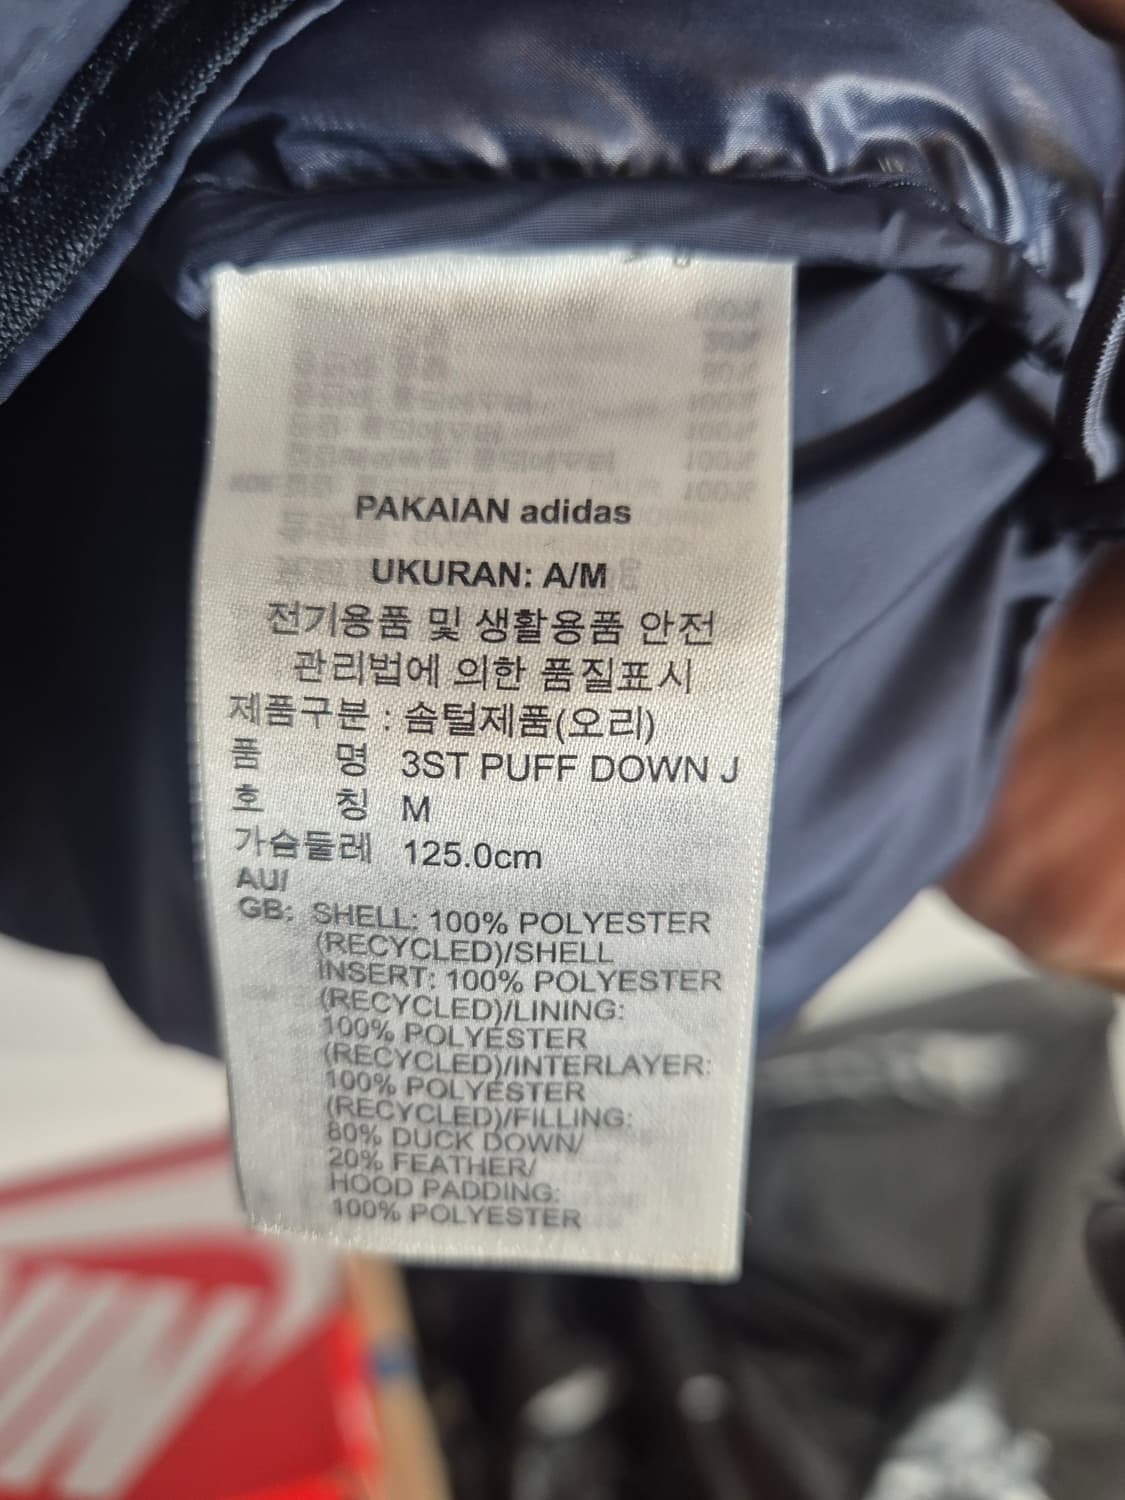 PAKAIAN adidas
UKURAN: A/M
전기용품 및 생활용품 안전
관리법에 의한 품질표시
제품구분 : 솜털제품(오리)
품 명 3ST PUFF DOWN J
호 칭 M
가슴둘레 125.0cm
AU/
GB: SHELL: 100% POLYESTER
(RECYCLED)/SHELL
INSERT: 100% POLYESTER
(RECYCLED)/LINING:
100% POLYESTER
(RECYCLED)/INTERLAYER:
100% POLYESTER
(RECYCLED)/FILLING:
80% DUCK DOWN/
20% FEATHER/
HOOD PADDING:
100% POLYESTER